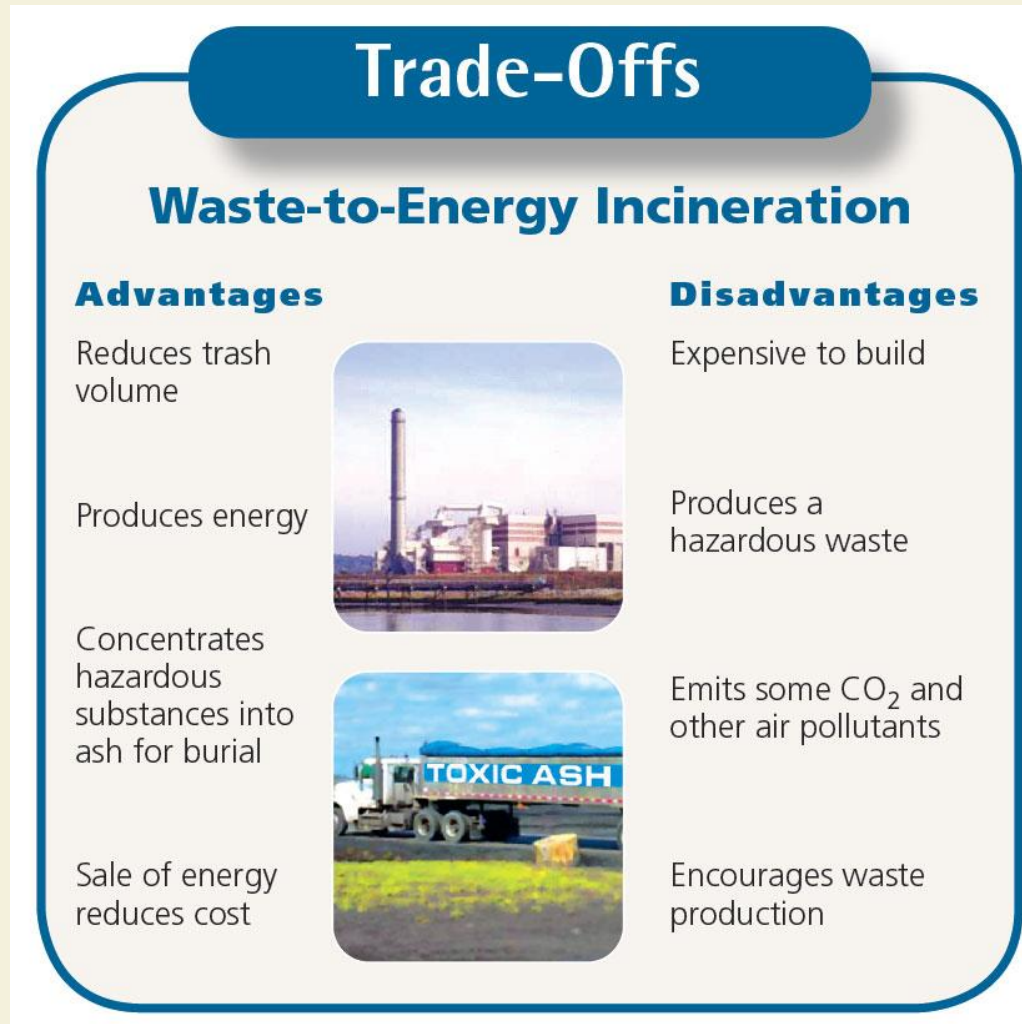 Trade-Offs
Waste-to-Energy Incineration
Advantages
Reduces trash
volume
Produces energy
Concentrates
hazardous
substances into
ash for burial
Sale of energy
reduces cost
TOXIC ASH
Disadvantages
Expensive to build
Produces a
hazardous waste
Emits some CO₂ and
other air pollutants
Encourages waste
production